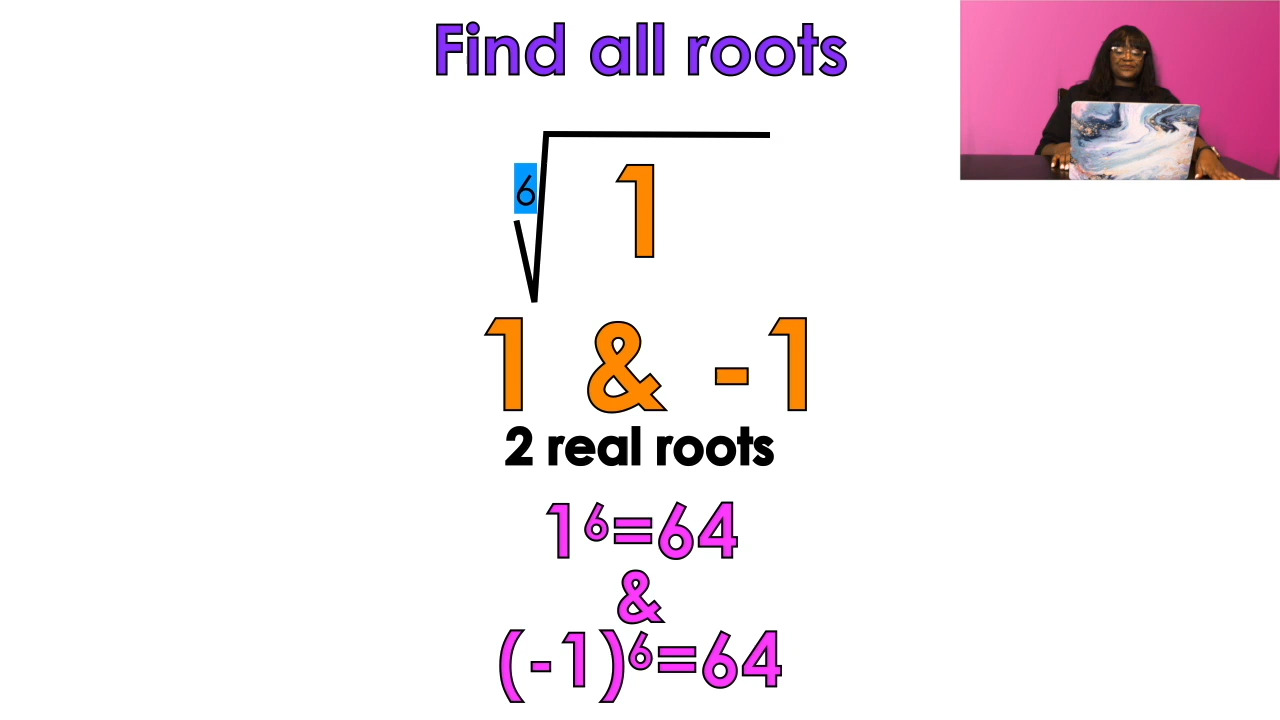 Find all roots
6
1
1 & -1
2 real roots
1⁶=64
&
(-1)⁶=64